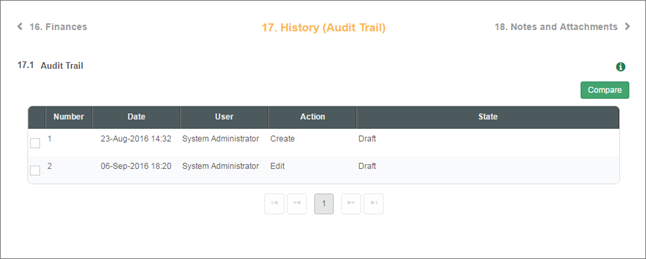 16. Finances 17. History (Audit Trail) 18. Notes and Attachments
17.1 Audit Trail
Compare
Number Date User Action State
1 23-Aug-2016 14:32 System Administrator Create Draft
2 06-Sep-2016 18:20 System Administrator Edit Draft
1